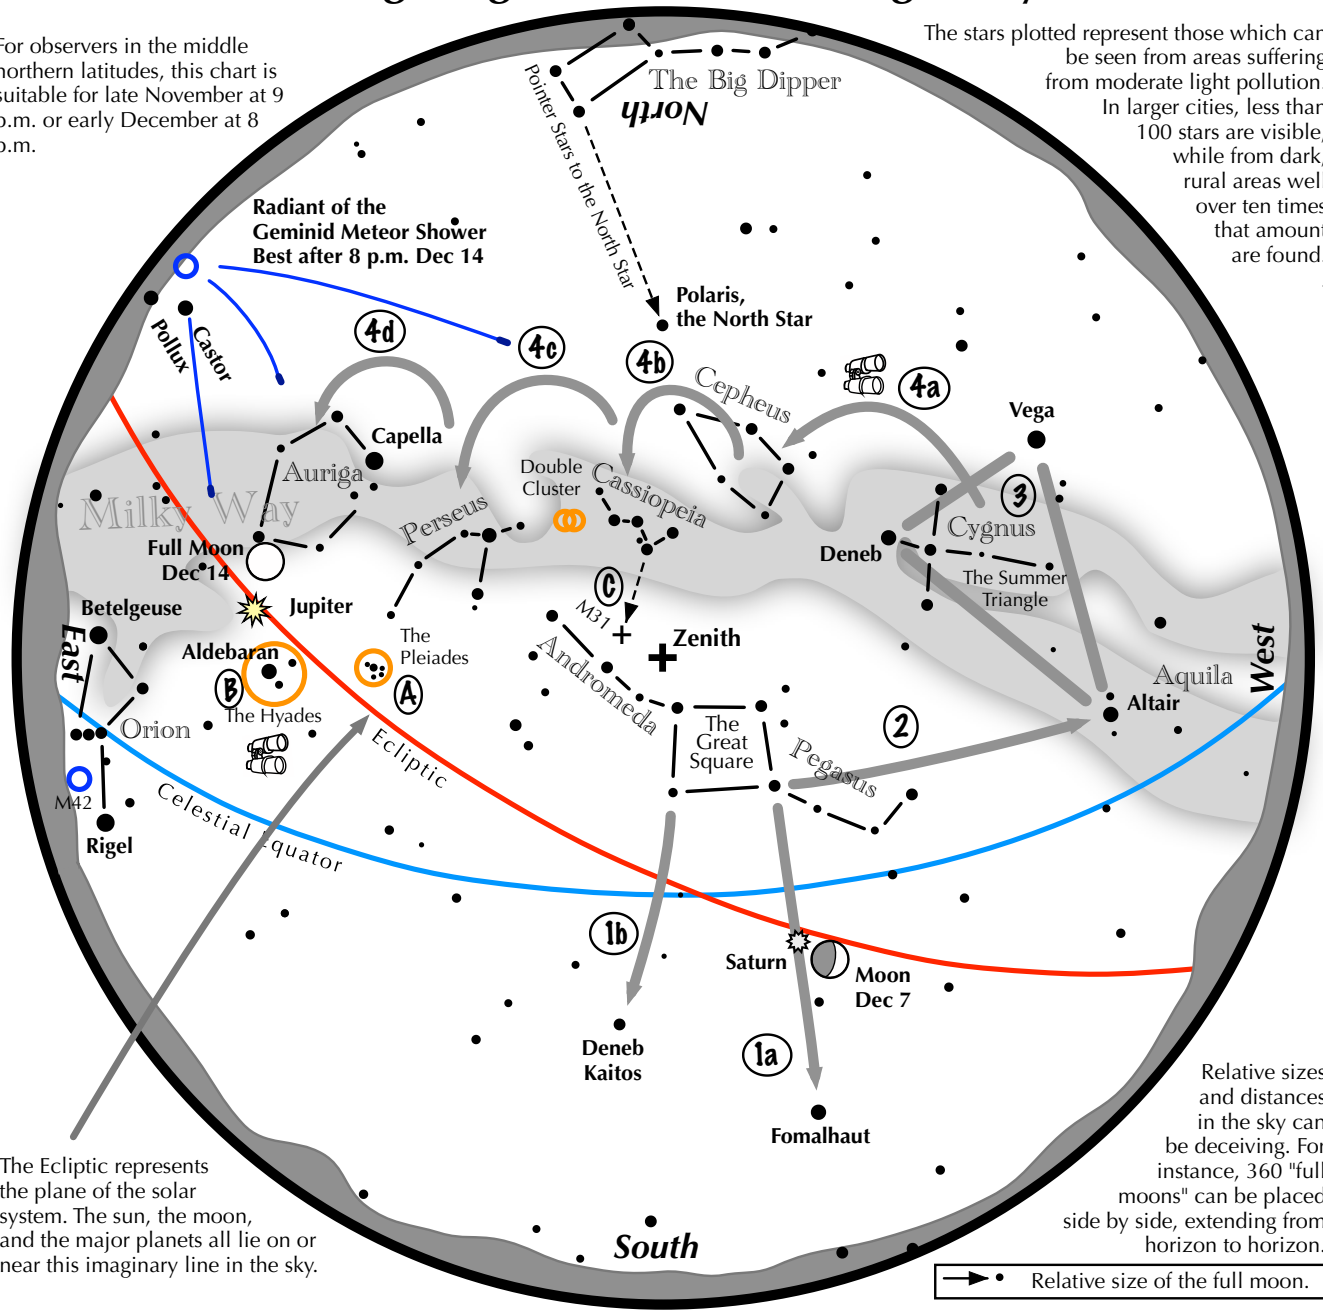 For observers in the middle
northern latitudes, this chart is
suitable for late November at 9
p.m. or early December at 8
p.m.
The stars plotted represent those which can
be seen from areas suffering
from moderate light pollution.
In larger cities, less than
100 stars are visible,
while from dark,
rural areas well
over ten times
that amount
are found.
The Big Dipper
North
Pointer Stars to the North Star
Radiant of the
Geminid Meteor Shower
Best after 8 p.m. Dec 14
Polaris,
the North Star
Pollux
Castor
4d
4c
4b
4a
Cepheus
Vega
Capella
Auriga
Double
Cluster
Cassiopeia
Perseus
Milky Way
3
Cygnus
Deneb
The Summer
Triangle
Full Moon
Dec 14
Jupiter
C
M31
Zenith
Betelgeuse
East
Aldebaran
The
Pleiades
B
A
The Hyades
Andromeda
West
Aquila
Altair
Orion
The
Great
Square
2
Pegasus
Ecliptic
M42
Celestial Equator
Rigel
1b
Saturn
Moon
Dec 7
Deneb
Kaitos
1a
Fomalhaut
The Ecliptic represents
the plane of the solar
system. The sun, the moon,
and the major planets all lie on or
near this imaginary line in the sky.
South
Relative sizes
and distances
in the sky can
be deceiving. For
instance, 360 "full
moons" can be placed
side by side, extending from
horizon to horizon.
Relative size of the full moon.